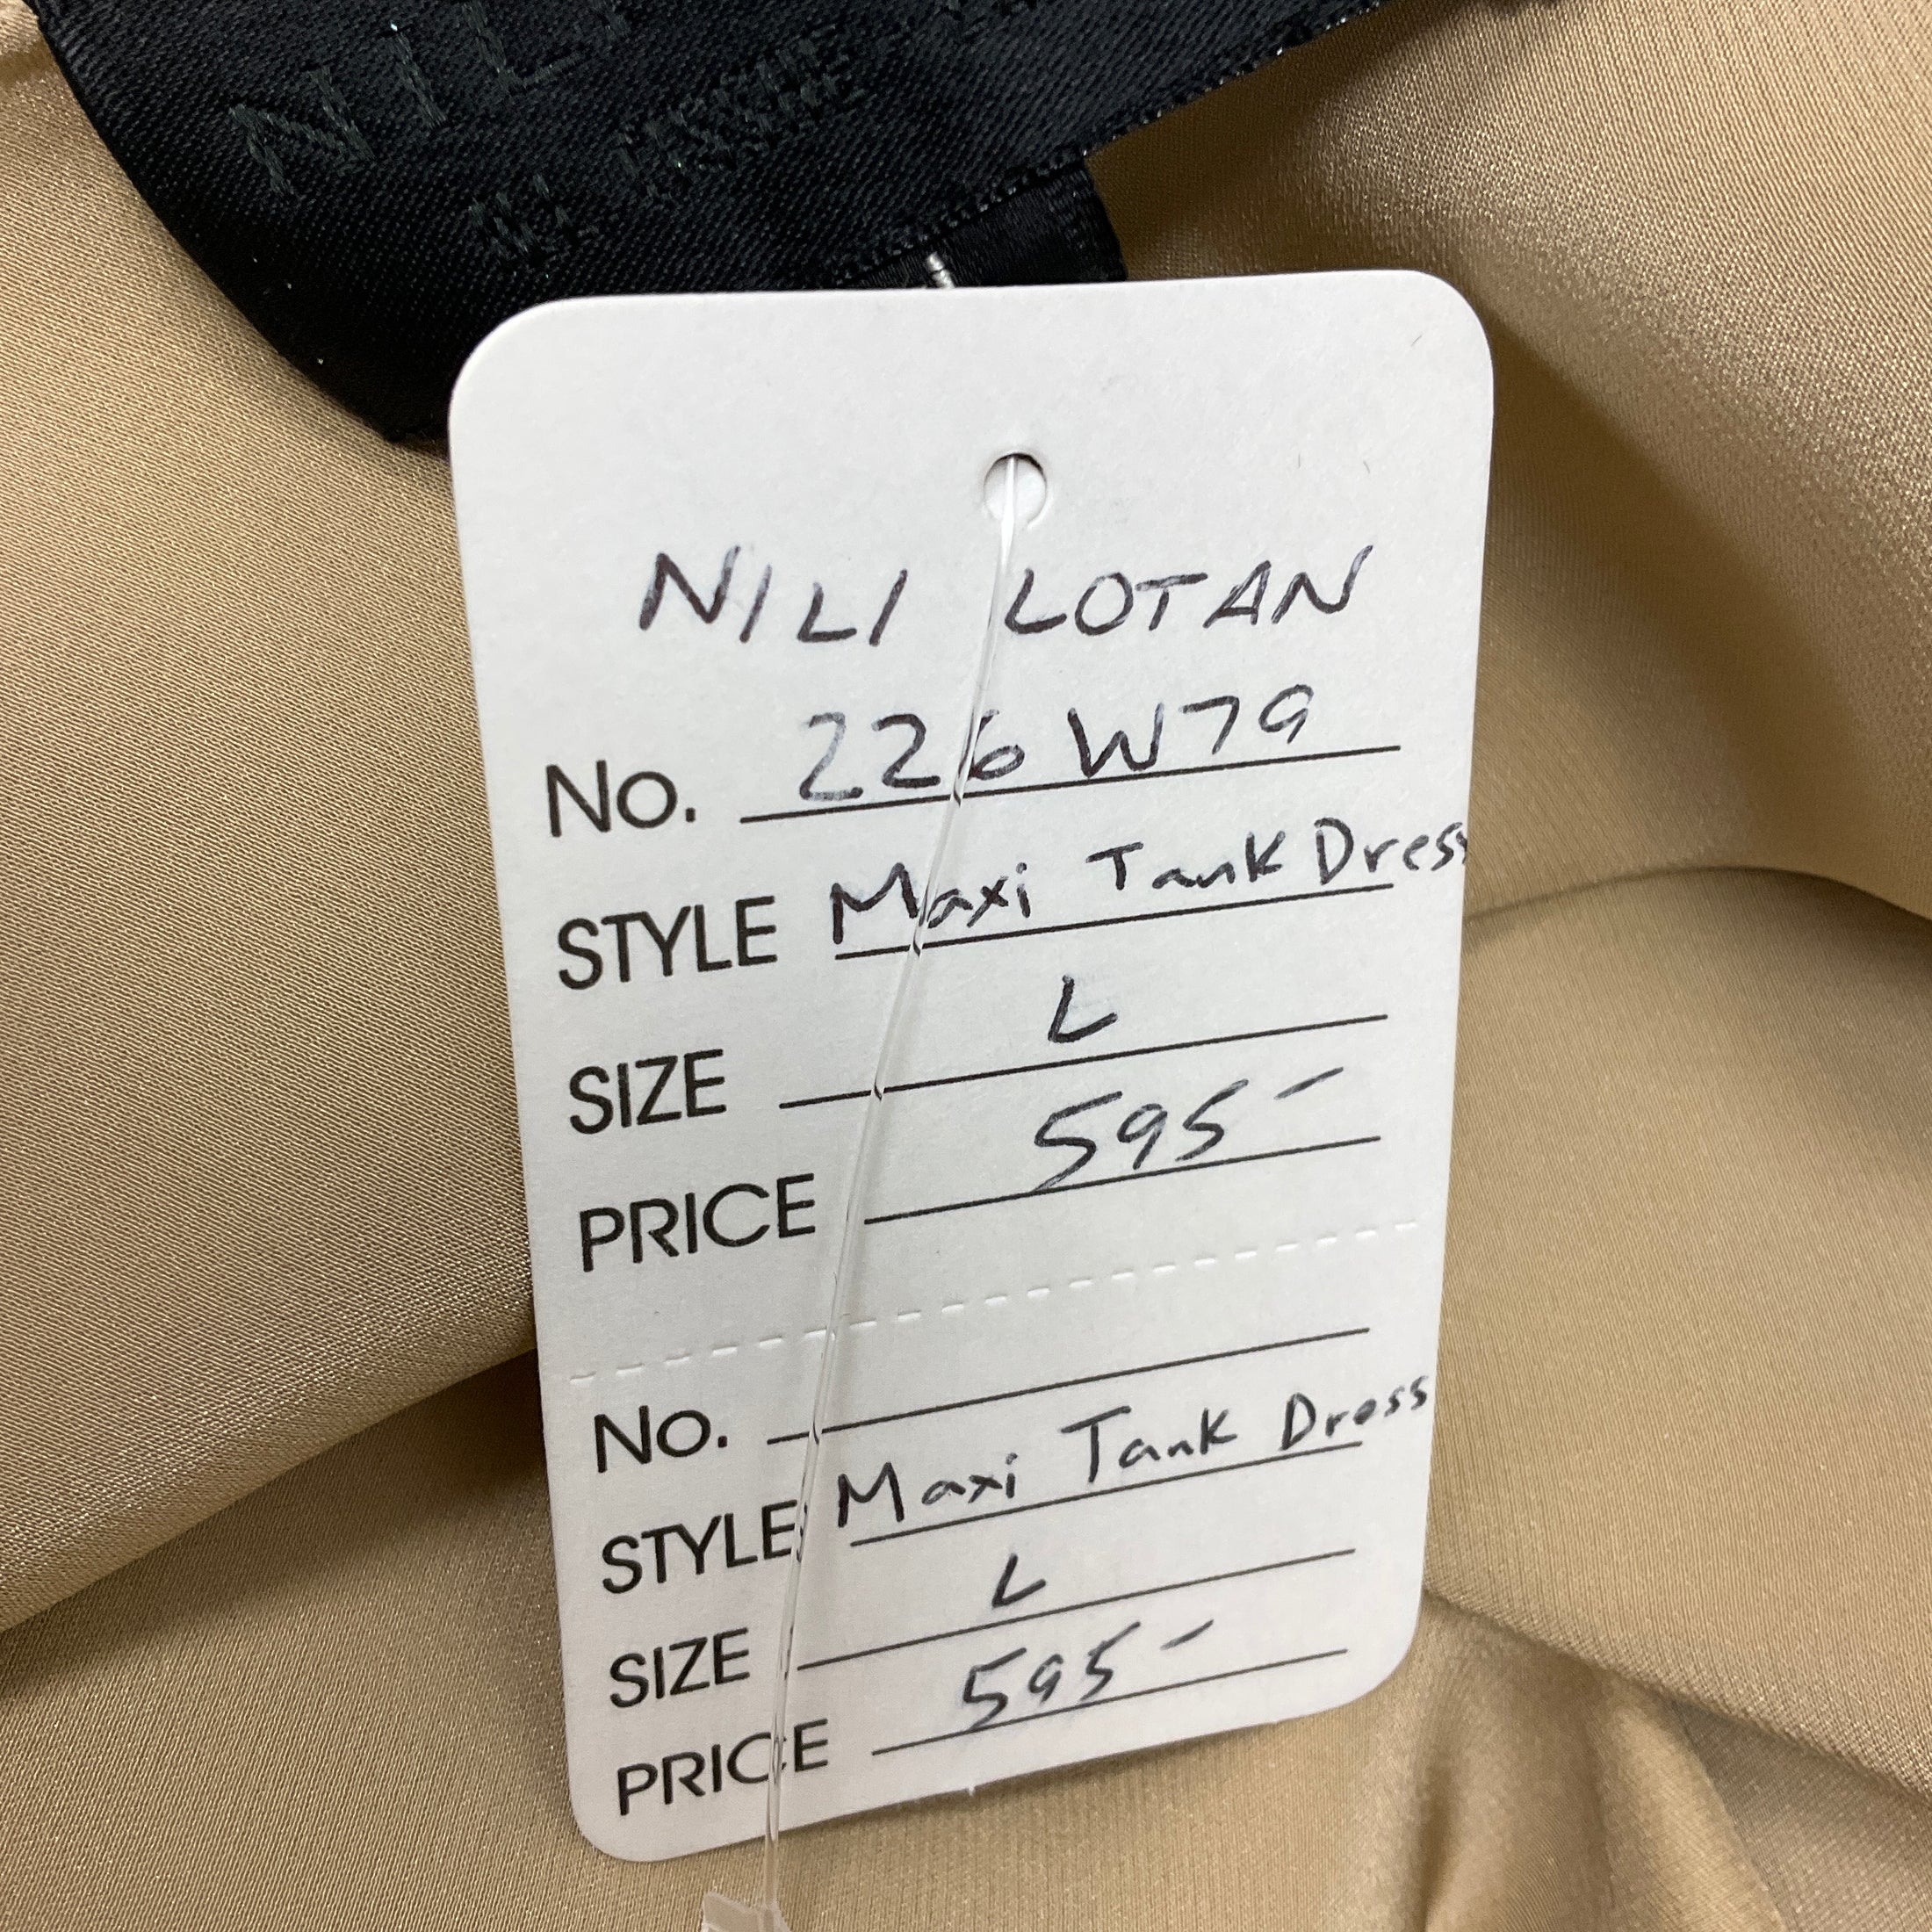 NIL
NILI LOTAN
No. 226W79
STYLE Maxi Tank Dress
SIZE L
PRICE 595-
No.
STYLE Maxi Tank Dress
SIZE L
PRICE 595-